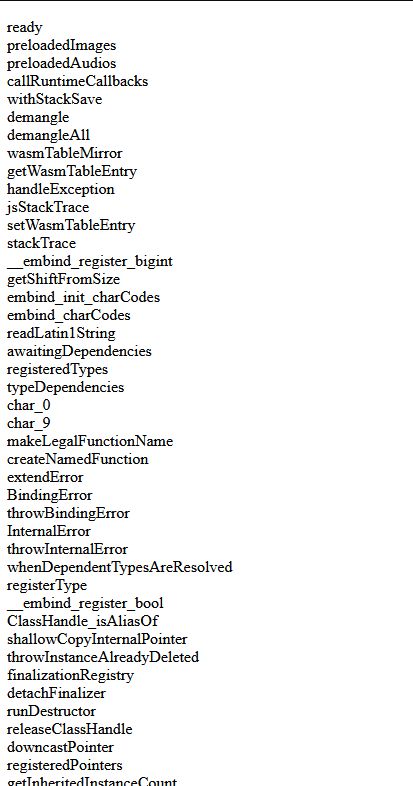 ready
preloadedImages
preloadedAudios
callRuntimeCallbacks
withStackSave
demangle
demangleAll
wasmTableMirror
getWasmTableEntry
handleException
jsStackTrace
setWasmTableEntry
stackTrace
__embind_register_bigint
getShiftFromSize
embind_init_charCodes
embind_charCodes
readLatin1String
awaitingDependencies
registeredTypes
typeDependencies
char_0
char_9
makeLegalFunctionName
createNamedFunction
extendError
BindingError
throwBindingError
InternalError
throwInternalError
whenDependentTypesAreResolved
registerType
__embind_register_bool
ClassHandle_isAliasOf
shallowCopyInternalPointer
throwInstanceAlreadyDeleted
finalizationRegistry
detachFinalizer
runDestructor
releaseClassHandle
downcastPointer
registeredPointers
getInheritedInstanceCount